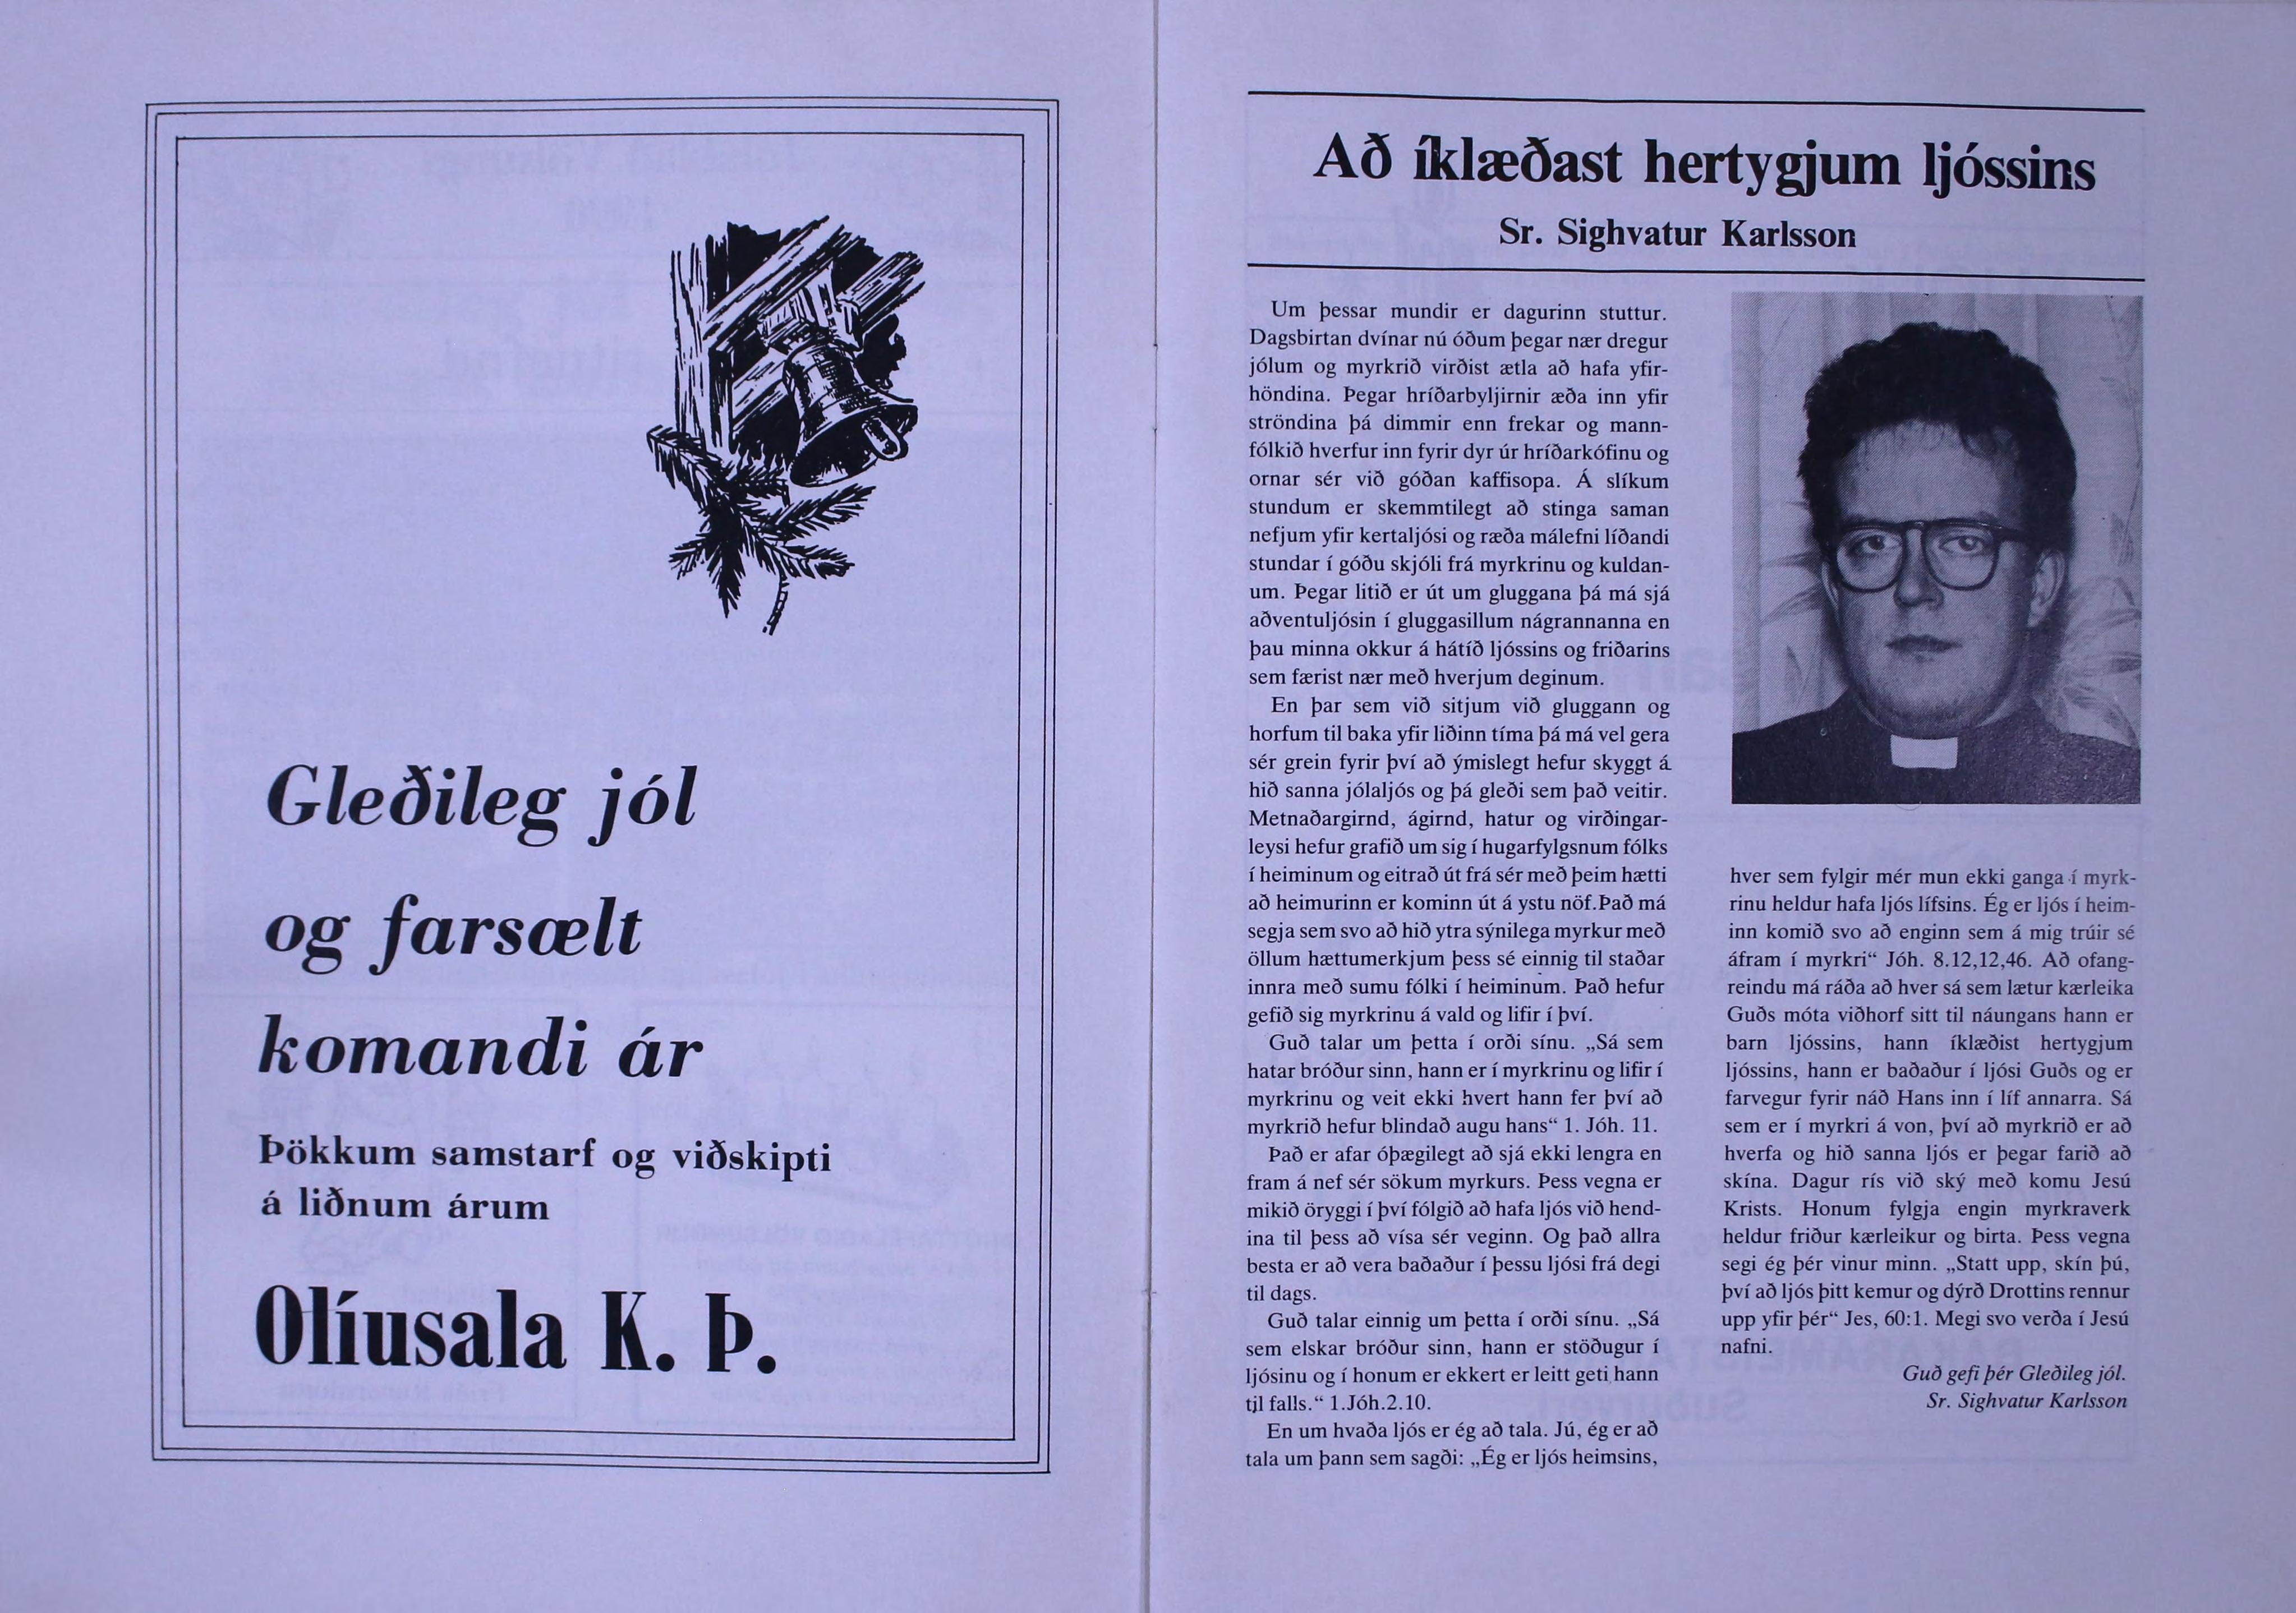 Gleðileg jól
og farsælt
komandi ár
Þökkum samstarf og viðskipti
á liðnum árum
Olíusala K. Þ.
Að íklæðast hertygjum ljóssins
Sr. Sighvatur Karlsson
Um þessar mundir er dagurinn stuttur.
Dagsbirtan dvínar nú óðum þegar nær dregur
jólum og myrkrið virðist ætla að hafa yfir-
höndina. Þegar hríðarbyljirnir æða inn yfir
ströndina þá dimmir enn frekar og mann-
fólkið hverfur inn fyrir dyr úr hríðarkófinu og
ornar sér við góðan kaffisopa. Á slíkum
stundum er skemmtilegt að stinga saman
nefjum yfir kertaljósi og ræða málefni líðandi
stundar í góðu skjóli frá myrkrinu og kuldan-
um. Þegar litið er út um gluggana þá má sjá
aðventuljósin í gluggasillum nágrannanna en
þau minna okkur á hátíð ljóssins og friðarins
sem færist nær með hverjum deginum.
En þar sem við sitjum við gluggann og
horfum til baka yfir liðinn tíma þá má vel gera
sér grein fyrir því að ýmislegt hefur skyggt á
hið sanna jólaljós og þá gleði sem það veitir.
Metnaðargirnd, ágirnd, hatur og virðingar-
leysi hefur grafið um sig í hugarfylgsnum fólks
í heiminum og eitrað út frá sér með þeim hætti
að heimurinn er kominn út á ystu nöf.Það má
segja sem svo að hið ytra sýnilega myrkur með
öllum hættumerkjum þess sé einnig til staðar
innra með sumu fólki í heiminum. Það hefur
gefið sig myrkrinu á vald og lifir í því.
Guð talar um þetta í orði sínu. „Sá sem
hatar bróður sinn, hann er í myrkrinu og lifir í
myrkrinu og veit ekki hvert hann fer því að
myrkrið hefur blindað augu hans“ 1. Jóh. 11.
Það er afar óþægilegt að sjá ekki lengra en
fram á nef sér sökum myrkurs. Þess vegna er
mikið öryggi í því fólgið að hafa ljós við hend-
ina til þess að vísa sér veginn. Og það allra
besta er að vera baðaður í þessu ljósi frá degi
til dags.
Guð talar einnig um þetta í orði sínu. „Sá
sem elskar bróður sinn, hann er stöðugur í
ljósinu og í honum er ekkert er leitt geti hann
til falls.“ 1.Jóh.2.10.
En um hvaða ljós er ég að tala. Jú, ég er að
tala um þann sem sagði: „Ég er ljós heimsins,
hver sem fylgir mér mun ekki ganga í myrk-
rinu heldur hafa ljós lífsins. Ég er ljós í heim-
inn komið svo að enginn sem á mig trúir sé
áfram í myrkri“ Jóh. 8.12,12,46. Að ofang-
reindu má ráða að hver sá sem lætur kærleika
Guðs móta viðhorf sitt til náungans hann er
barn ljóssins, hann íklæðist hertygjum
ljóssins, hann er baðaður í ljósi Guðs og er
farvegur fyrir náð Hans inn í líf annarra. Sá
sem er í myrkri á von, því að myrkrið er að
hverfa og hið sanna ljós er þegar farið að
skína. Dagur rís við ský með komu Jesú
Krists. Honum fylgja engin myrkraverk
heldur friður kærleikur og birta. Þess vegna
segi ég þér vinur minn. „Statt upp, skín þú,
því að ljós þitt kemur og dýrð Drottins rennur
upp yfir þér“ Jes, 60:1. Megi svo verða í Jesú
nafni.
Guð gefi þér Gleðileg jól.
Sr. Sighvatur Karlsson